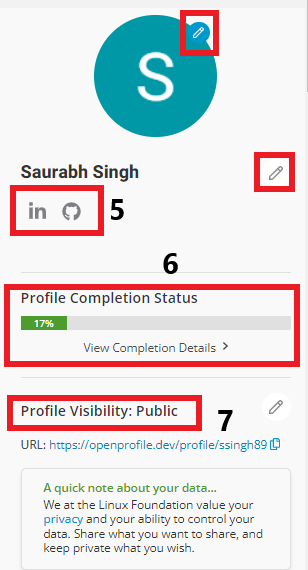 S
Saurabh Singh
in 5
6
Profile Completion Status
17%
View Completion Details >
Profile Visibility: Public
7
URL: https://openprofile.dev/profile/ssingh89
A quick note about your data...
We at the Linux Foundation value your
privacy and your ability to control your
data. Share what you want to share, and
keep private what you wish.